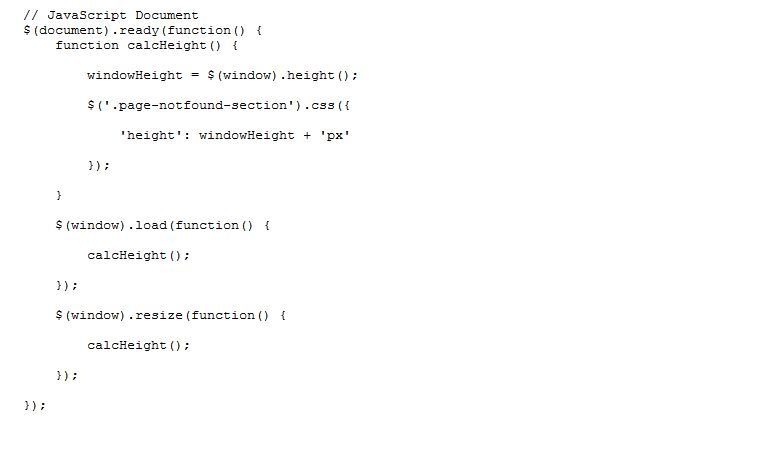 // JavaScript Document
$(document).ready(function() {
    function calcHeight() {
        windowHeight = $(window).height();
        $('.page-notfound-section').css({
            'height': windowHeight + 'px'
        });
    }
    $(window).load(function() {
        calcHeight();
    });
    $(window).resize(function() {
        calcHeight();
    });
});